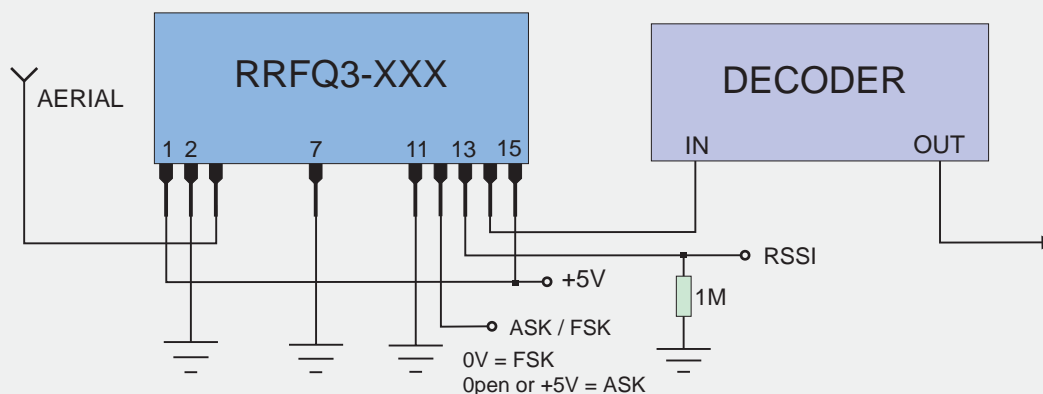 RRFQ3-XXX
DECODER
AERIAL
1 2 7 11 13 15
IN OUT
RSSI
+5V
1M
ASK / FSK
0V = FSK
0pen or +5V = ASK